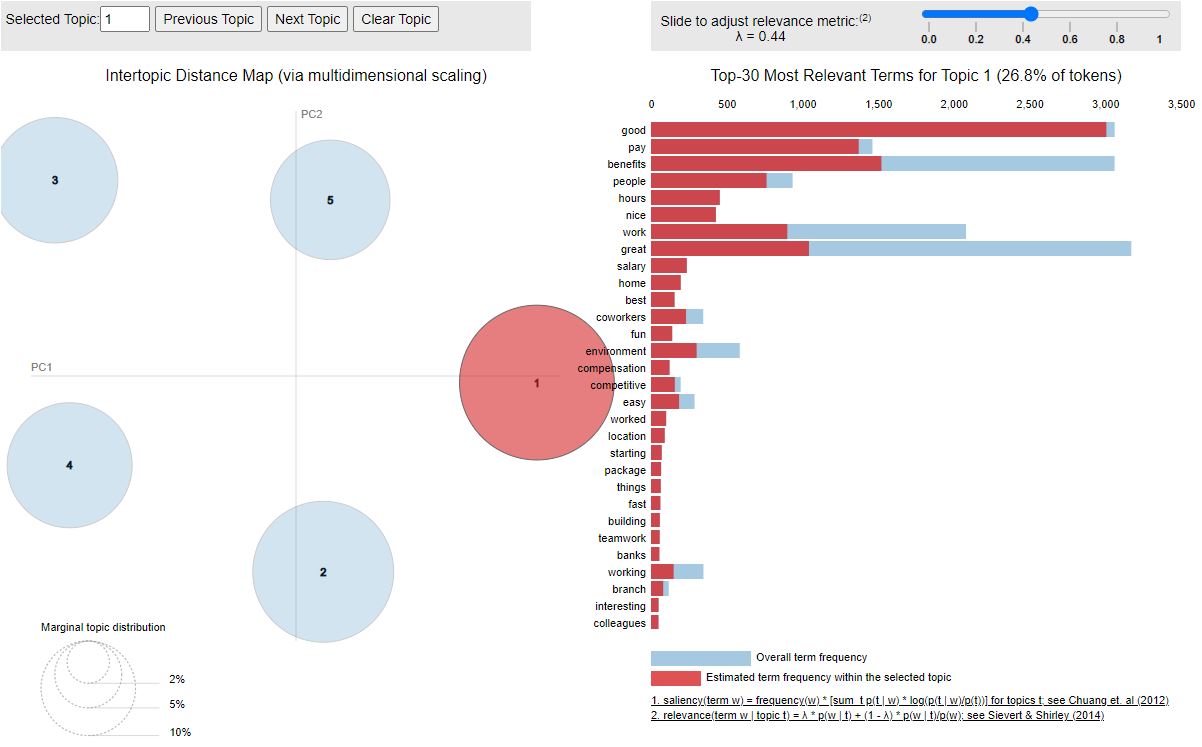 Selected Topic: 1 Previous Topic Next Topic Clear Topic
Slide to adjust relevance metric:(2)
λ = 0.44
0.0 0.2 0.4 0.6 0.8 1
Intertopic Distance Map (via multidimensional scaling)
PC2
PC1
3
5
1
4
2
Marginal topic distribution
2%
5%
10%
Top-30 Most Relevant Terms for Topic 1 (26.8% of tokens)
0 500 1,000 1,500 2,000 2,500 3,000 3,500
good
pay
benefits
people
hours
nice
work
great
salary
home
best
coworkers
fun
environment
compensation
competitive
easy
worked
location
starting
package
things
fast
building
teamwork
banks
working
branch
interesting
colleagues
Overall term frequency
Estimated term frequency within the selected topic
1. saliency(term w) = frequency(w) * [sum_t p(t | w) * log(p(t | w)/p(t))] for topics t; see Chuang et. al (2012)
2. relevance(term w | topic t) = λ * p(w | t) + (1 - λ) * p(w | t)/p(w); see Sievert & Shirley (2014)